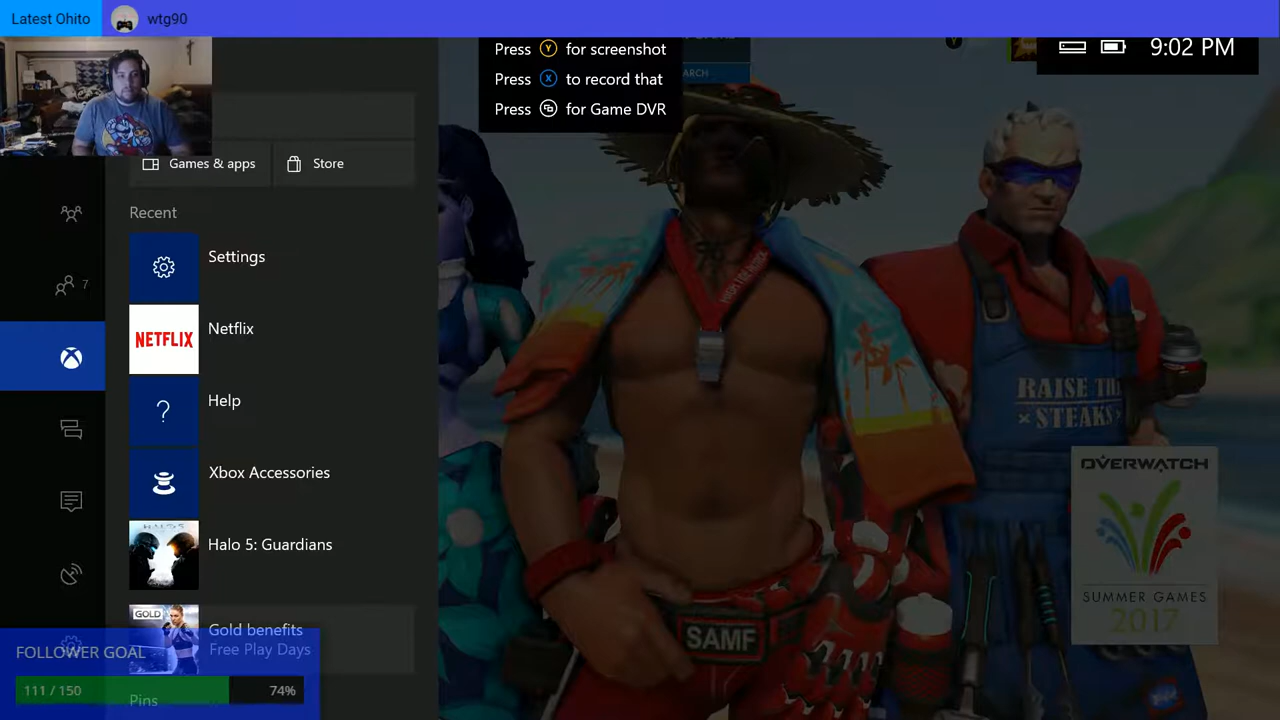 Latest Ohito
wtg90
Press Y for screenshot
Press X to record that
Press for Game DVR
ARCH
9:02 PM
Games & apps
Store
Recent
7
Settings
Netflix
NETFLIX
Help
Xbox Accessories
Halo 5: Guardians
HALO 5
GOLD
Gold benefits
Free Play Days
Pins
FOLLOWER GOAL
111 / 150
74%
RAISE THE
STEAKS
SAMF
OVERWATCH
SUMMER GAMES
2017